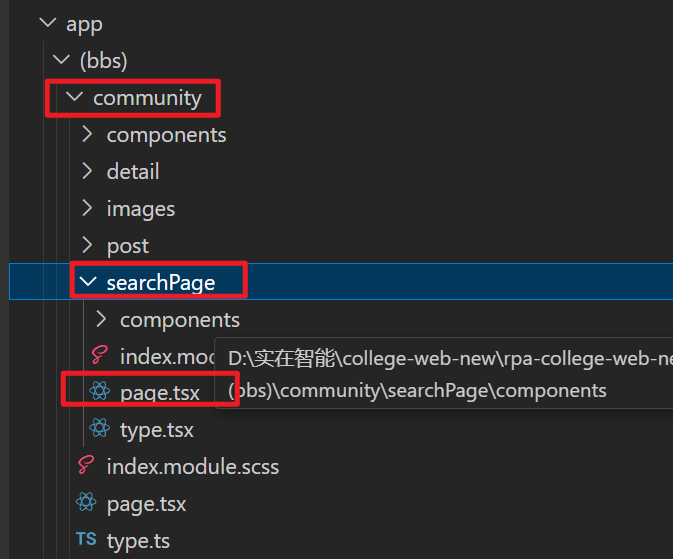 app
(bbs)
community
components
detail
images
post
searchPage
components
index.mod
D:\实在智能\college-web-new\rpa-college-web-ne
(bbs)\community\searchPage\components
page.tsx
type.tsx
index.module.scss
page.tsx
TS type.ts